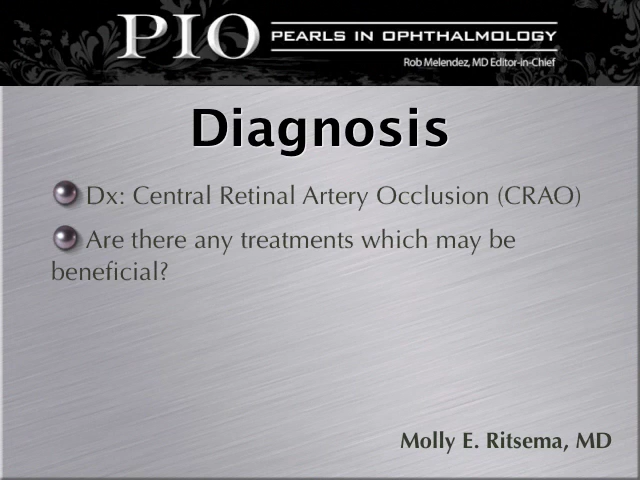 PIO PEARLS IN OPHTHALMOLOGY
Rob Melendez, MD Editor-in-Chief
Diagnosis
Dx: Central Retinal Artery Occlusion (CRAO)
Are there any treatments which may be
beneficial?
Molly E. Ritsema, MD